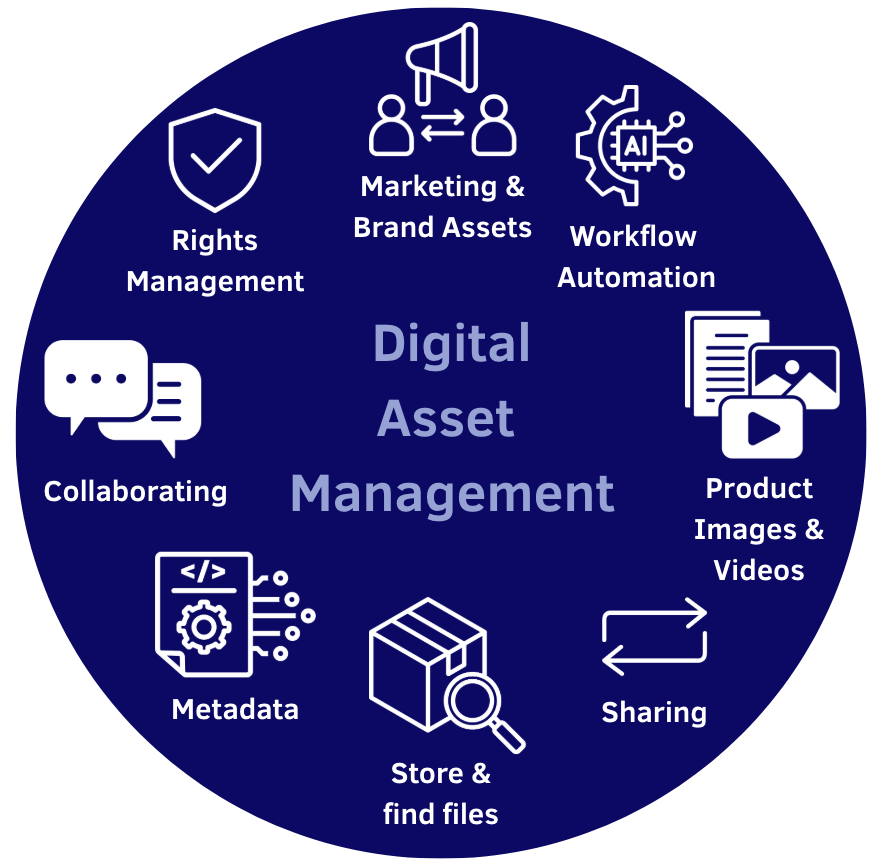 Marketing &
Brand Assets
AI
Workflow
Automation
Rights
Management
Digital
Asset
Management
Product
Images &
Videos
Collaborating
</>
Metadata
Sharing
Store &
find files